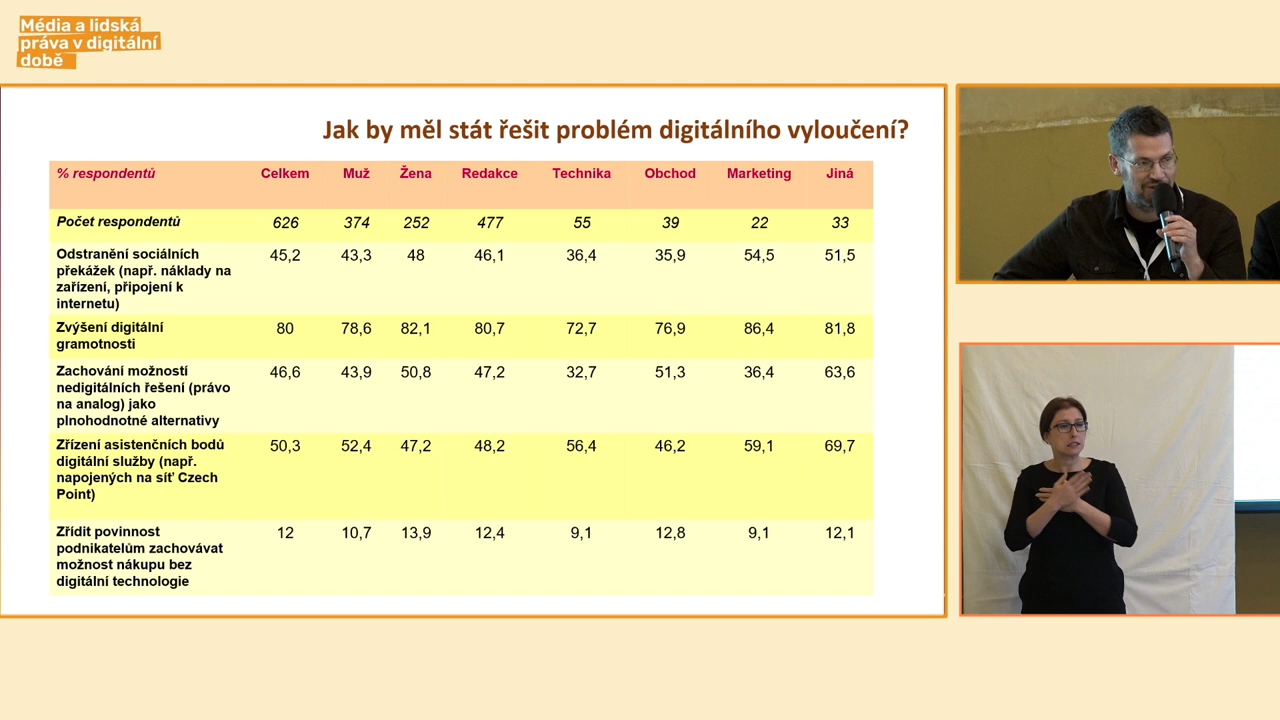 Média a lidská
práva v digitální
době
Jak by měl stát řešit problém digitálního vyloučení?
% respondentů Celkem Muž Žena Redakce Technika Obchod Marketing Jiná
Počet respondentů 626 374 252 477 55 39 22 33
Odstranění sociálních 45,2 43,3 48 46,1 36,4 35,9 54,5 51,5
překážek (např. náklady na
zařízení, připojení k
internetu)
Zvýšení digitální 80 78,6 82,1 80,7 72,7 76,9 86,4 81,8
gramotnosti
Zachování možností 46,6 43,9 50,8 47,2 32,7 51,3 36,4 63,6
nedigitálních řešení (právo
na analog) jako
plnohodnotné alternativy
Zřízení asistenčních bodů 50,3 52,4 47,2 48,2 56,4 46,2 59,1 69,7
digitální služby (např.
napojených na síť Czech
Point)
Zřídit povinnost 12 10,7 13,9 12,4 9,1 12,8 9,1 12,1
podnikatelům zachovávat
možnost nákupu bez
digitální technologie